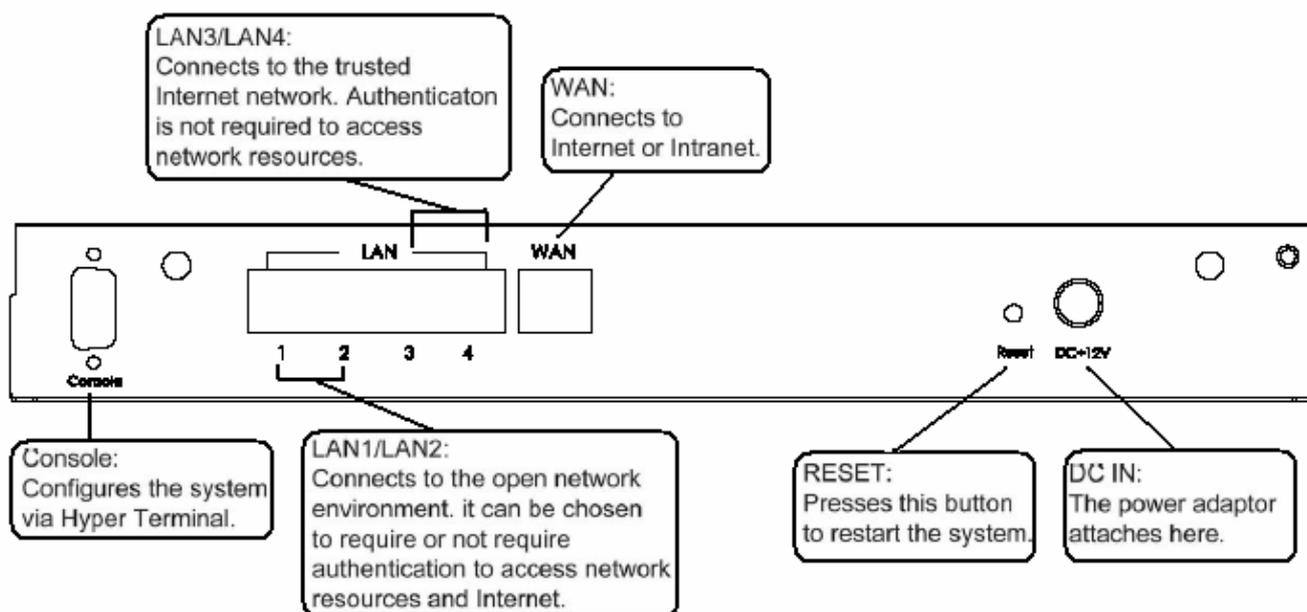 LAN3/LAN4:
Connects to the trusted
Internet network. Authenticaton
is not required to access
network resources.
WAN:
Connects to
Internet or Intranet.
LAN
WAN
1 2 3 4
Console
Reset DC+12V
Console:
Configures the system
via Hyper Terminal.
LAN1/LAN2:
Connects to the open network
environment. it can be chosen
to require or not require
authentication to access network
resources and Internet.
RESET:
Presses this button
to restart the system.
DC IN:
The power adaptor
attaches here.